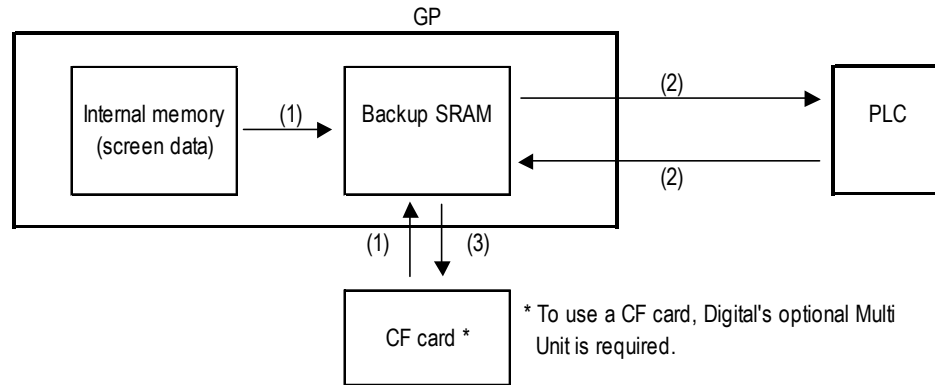 GP
Internal memory
(screen data)
(1)
Backup SRAM
(2)
PLC
(2)
(1)
(3)
CF card *
* To use a CF card, Digital's optional Multi
Unit is required.